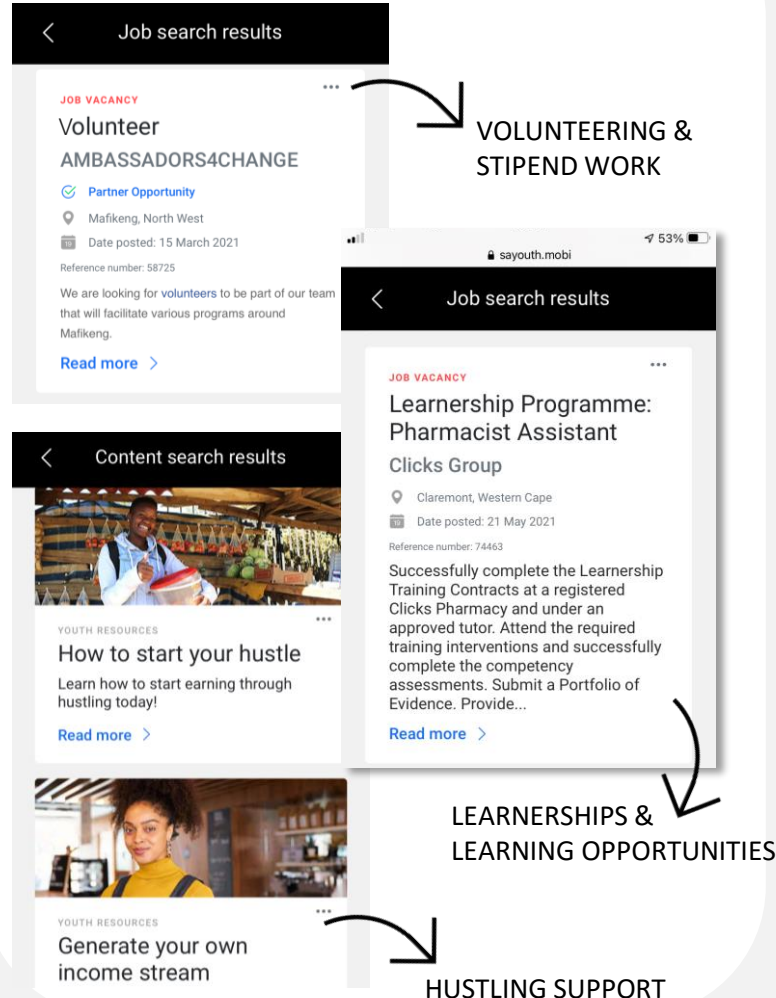 Job search results
JOB VACANCY
Volunteer
AMBASSADORS4CHANGE
Partner Opportunity
Mafikeng, North West
19
Date posted: 15 March 2021
Reference number: 58725
We are looking for volunteers to be part of our team
that will facilitate various programs around
Mafikeng.
Read more
VOLUNTEERING &
STIPEND WORK
53%
sayouth.mobi
Job search results
JOB VACANCY
Learnership Programme:
Pharmacist Assistant
Clicks Group
Claremont, Western Cape
19
Date posted: 21 May 2021
Reference number: 74463
Successfully complete the Learnership
Training Contracts at a registered
Clicks Pharmacy and under an
approved tutor. Attend the required
training interventions and successfully
complete the competency
assessments. Submit a Portfolio of
Evidence. Provide...
Read more
LEARNERSHIPS &
LEARNING OPPORTUNITIES
Content search results
YOUTH RESOURCES
How to start your hustle
Learn how to start earning through
hustling today!
Read more
YOUTH RESOURCES
Generate your own
income stream
HUSTLING SUPPORT